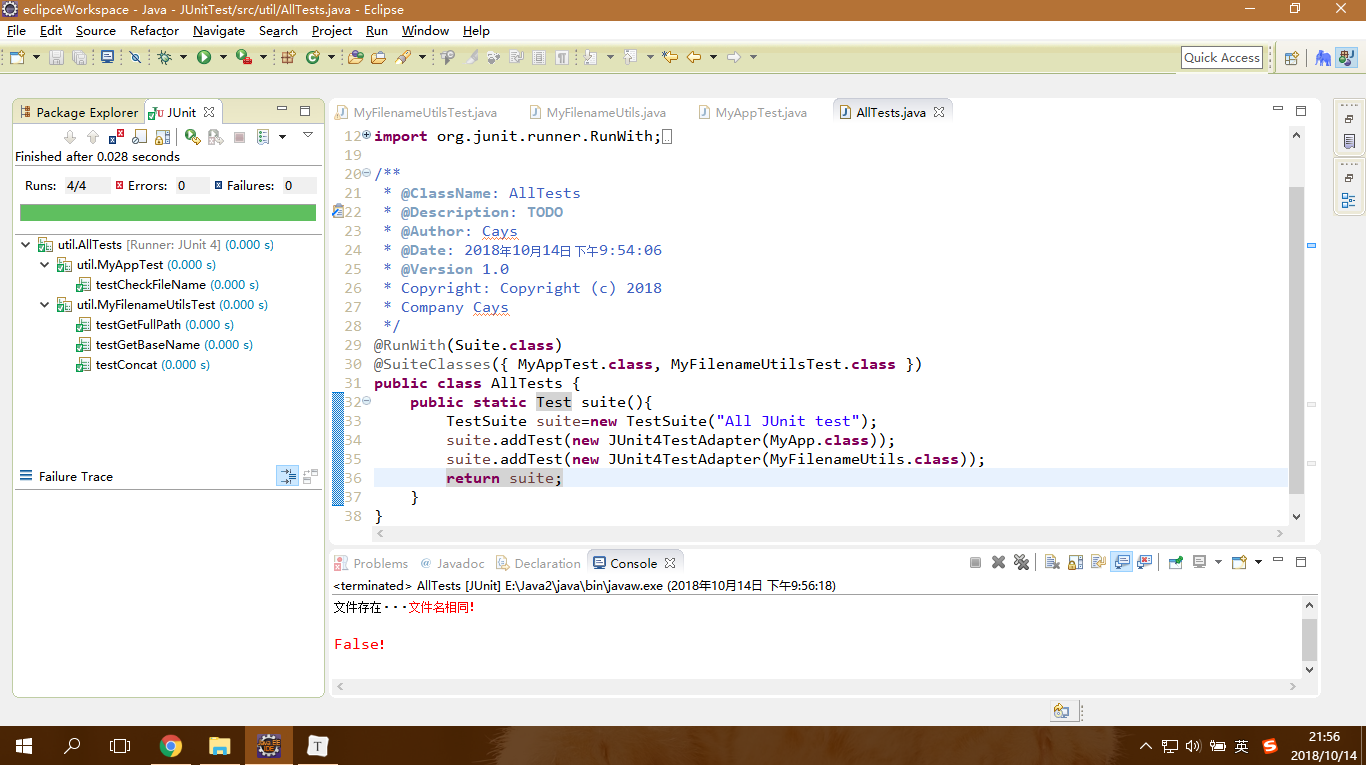 eclipceWorkspace - Java - JUnitTest/src/util/AllTests.java - Eclipse
File Edit Source Refactor Navigate Search Project Run Window Help
Quick Access
Package Explorer JUnit
Finished after 0.028 seconds
Runs: 4/4 Errors: 0 Failures: 0
util.AllTests [Runner: JUnit 4] (0.000 s)
util.MyAppTest (0.000 s)
testCheckFileName (0.000 s)
util.MyFilenameUtilsTest (0.000 s)
testGetFullPath (0.000 s)
testGetBaseName (0.000 s)
testConcat (0.000 s)
Failure Trace
MyFilenameUtilsTest.java MyFilenameUtils.java MyAppTest.java AllTests.java
12 import org.junit.runner.RunWith;
19
20 /**
21 * @ClassName: AllTests
22 * @Description: TODO
23 * @Author: Cays
24 * @Date: 2018年10月14日 下午9:54:06
25 * @Version 1.0
26 * Copyright: Copyright (c) 2018
27 * Company Cays
28 */
29 @RunWith(Suite.class)
30 @SuiteClasses({ MyAppTest.class, MyFilenameUtilsTest.class })
31 public class AllTests {
32 public static Test suite(){
33 TestSuite suite=new TestSuite("All JUnit test");
34 suite.addTest(new JUnit4TestAdapter(MyApp.class));
35 suite.addTest(new JUnit4TestAdapter(MyFilenameUtils.class));
36 return suite;
37 }
38 }
Problems @ Javadoc Declaration Console
<terminated> AllTests [JUnit] E:\Java2\java\bin\javaw.exe (2018年10月14日 下午9:56:18)
文件存在···文件名相同!
False!
英
21:56
2018/10/14